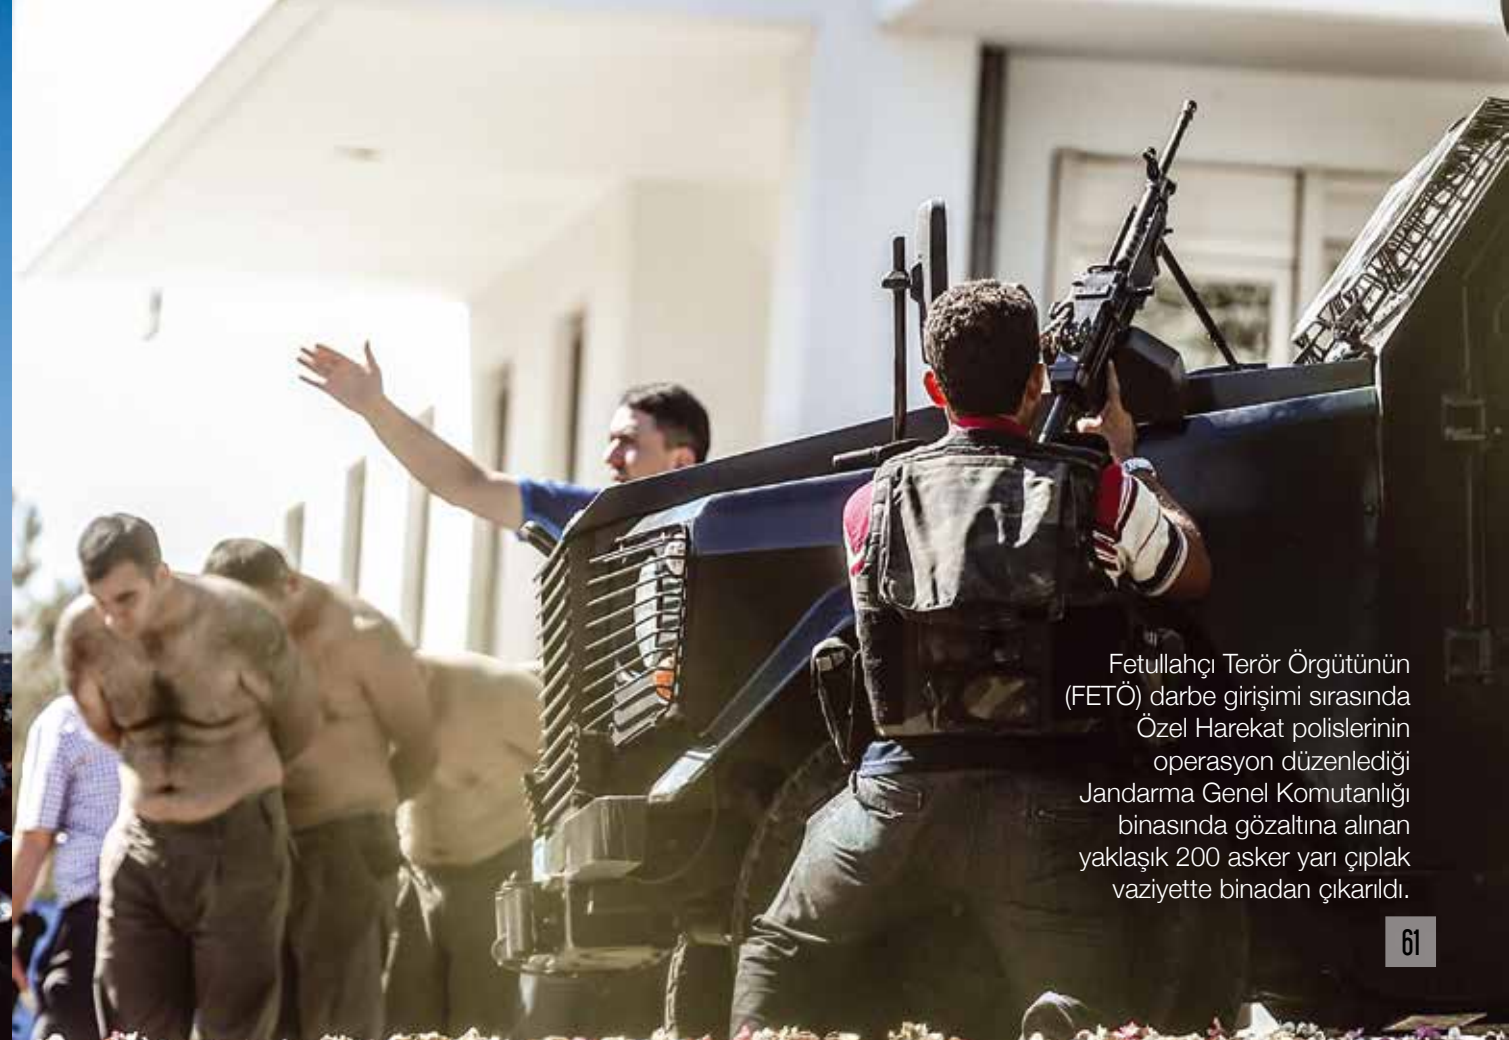 Fetullahçı Terör Örgütünün
(FETÖ) darbe girişimi sırasında
Özel Harekat polislerinin
operasyon düzenlediği
Jandarma Genel Komutanlığı
binasında gözaltına alınan
yaklaşık 200 asker yarı çıplak
vaziyette binadan çıkarıldı.
61